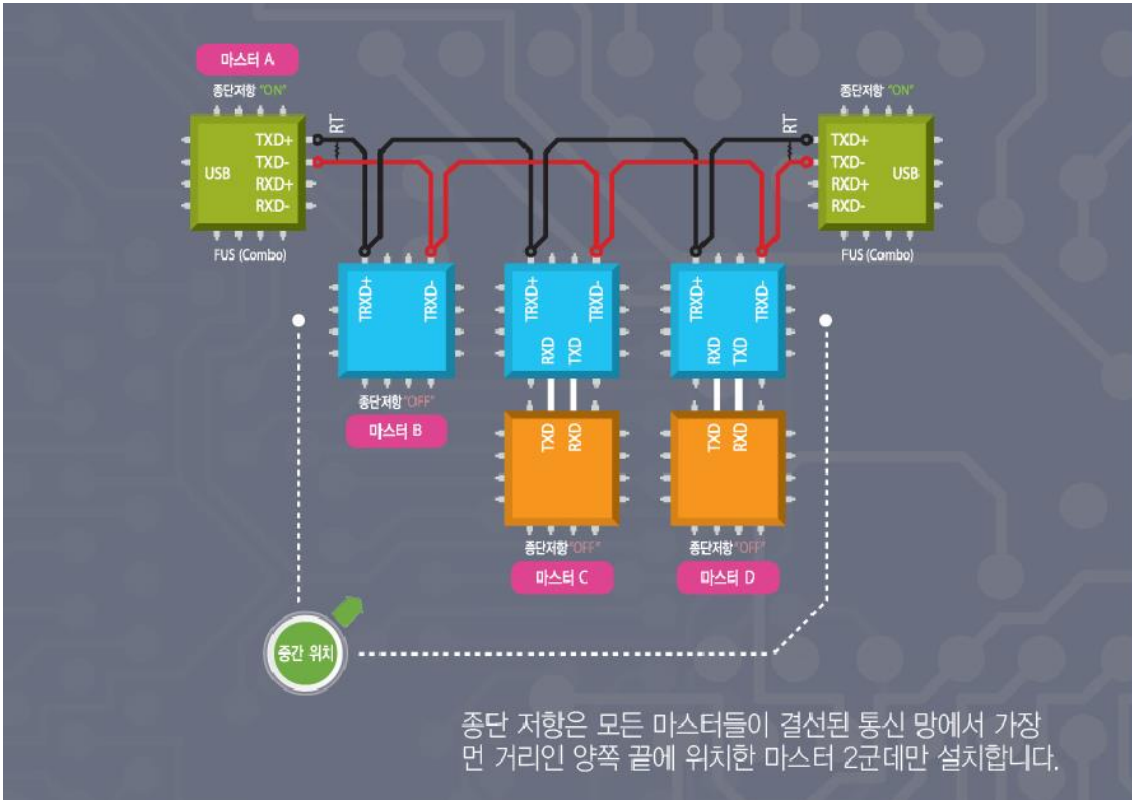 마스터 A
종단저항 "ON"
종단저항 "ON"
RT
RT
USB
TXD+
TXD-
RXD+
RXD-
TXD+
TXD-
RXD+
RXD-
USB
FUS (Combo)
FUS (Combo)
TRXD+
TRXD-
TRXD+
TRXD-
TRXD+
TRXD-
RXD
TXD
RXD
TXD
종단저항"OFF"
마스터 B
TXD
RXD
TXD
RXD
종단저항"OFF"
종단저항"OFF"
마스터 C
마스터 D
중간 위치
종단 저항은 모든 마스터들이 결선된 통신 망에서 가장
먼 거리인 양쪽 끝에 위치한 마스터 2군데만 설치합니다.